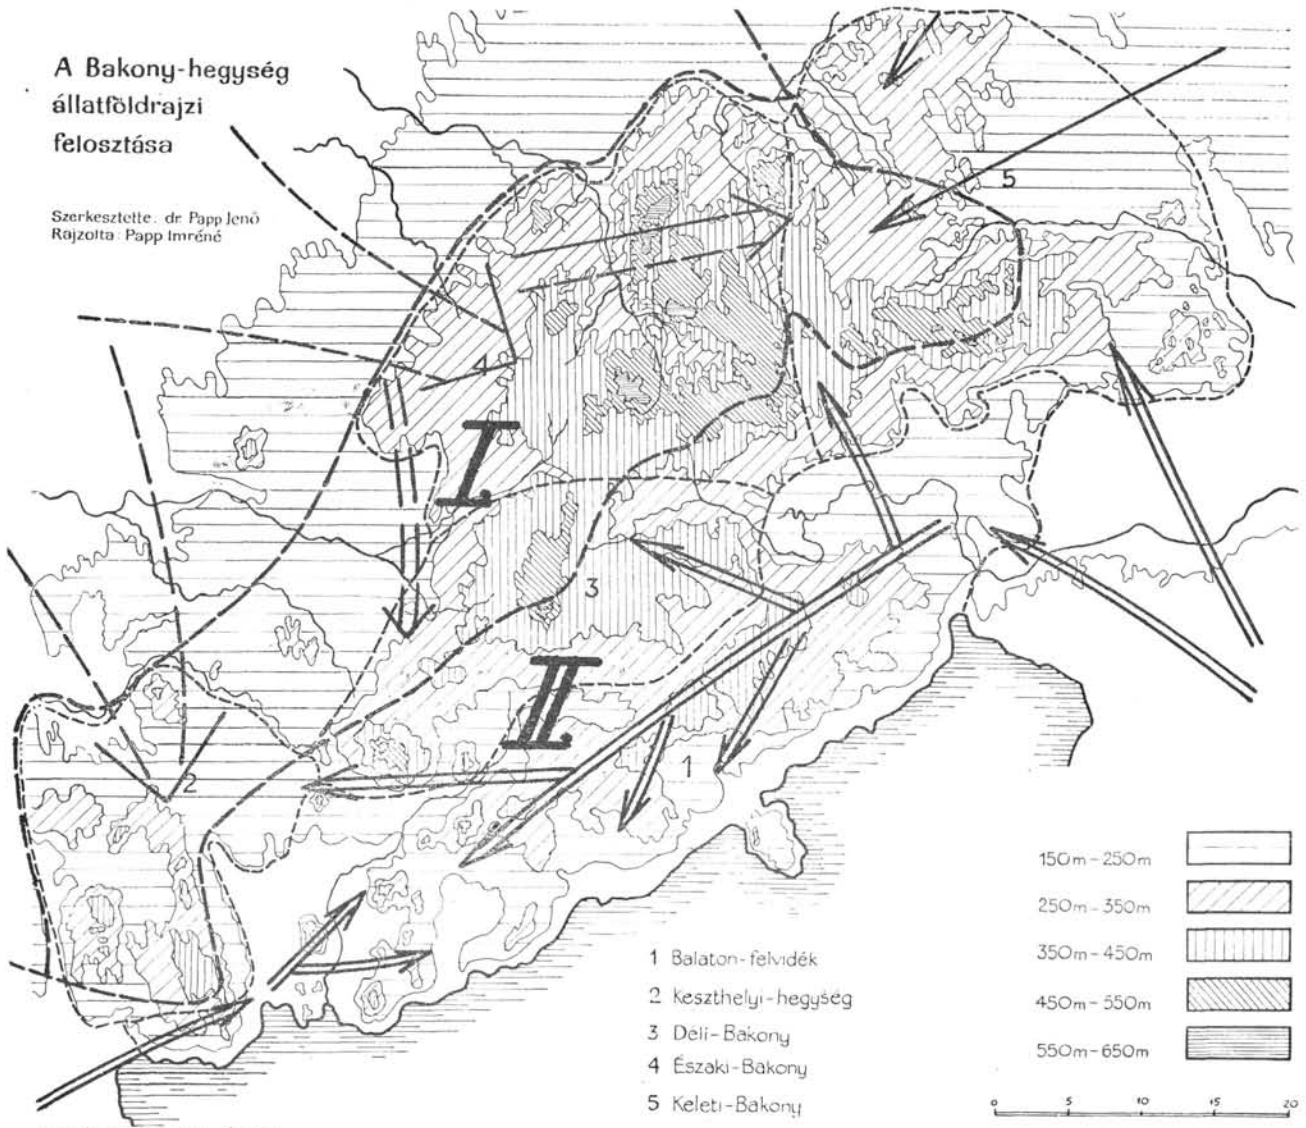 A Bakony-hegység
állatföldrajzi
felosztása
Szerkesztette: dr. Papp Jenő
Rajzolta: Papp Imréné
5
4
I.
3
II.
2
1
1 Balaton-felvidék
2 Keszthelyi-hegység
3 Déli-Bakony
4 Északi-Bakony
5 Keleti-Bakony
150m-250m
250m-350m
350m-450m
450m-550m
550m-650m
0 5 10 15 20